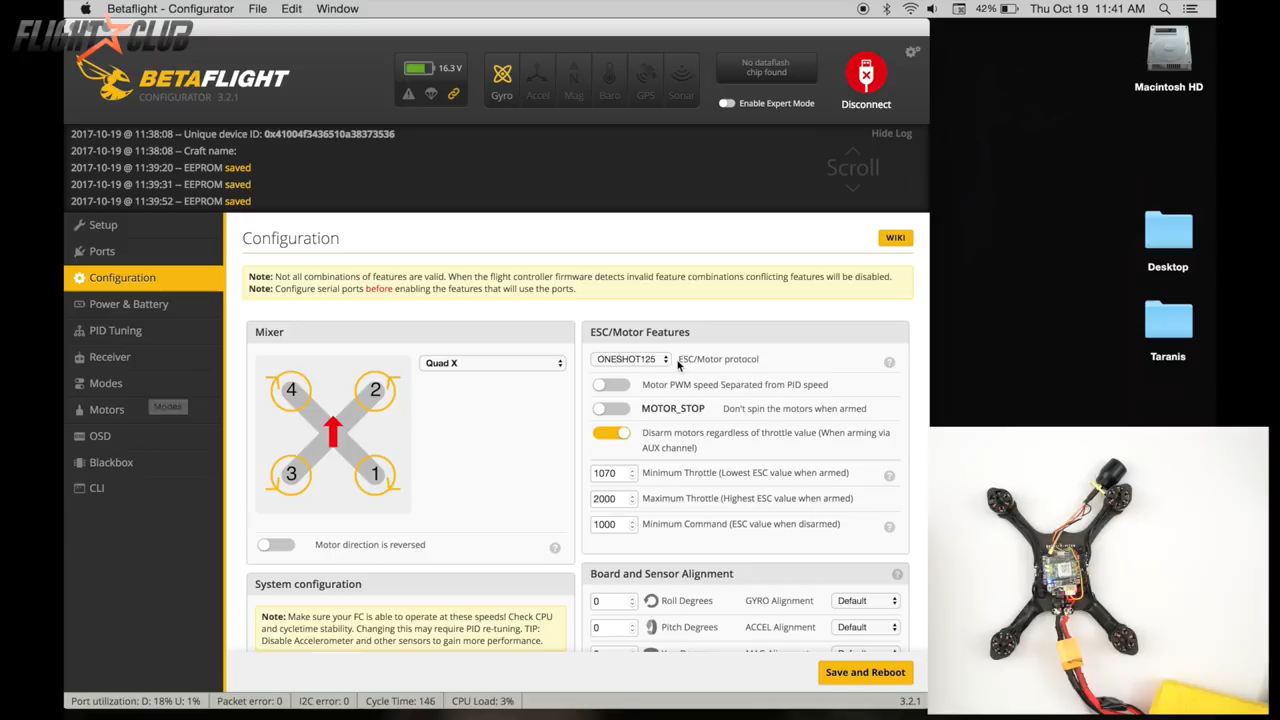 Betaflight - Configurator File Edit Window
42% Thu Oct 19 11:41 AM
FLIGHT CLUB
BETAFLIGHT
CONFIGURATOR 3.2.1
16.3 V
Gyro Accel Mag Baro GPS Sonar
No dataflash
chip found
Enable Expert Mode
Disconnect
Macintosh HD
2017-10-19 @ 11:38:08 -- Unique device ID: 0x41004f3436510a38373536
2017-10-19 @ 11:38:08 -- Craft name:
2017-10-19 @ 11:39:20 -- EEPROM saved
2017-10-19 @ 11:39:31 -- EEPROM saved
2017-10-19 @ 11:39:52 -- EEPROM saved
Hide Log
Scroll
Setup
Ports
Configuration
Power & Battery
PID Tuning
Receiver
Modes
Motors
Modes
OSD
Blackbox
CLI
Configuration
WIKI
Note: Not all combinations of features are valid. When the flight controller firmware detects invalid feature combinations conflicting features will be disabled.
Note: Configure serial ports before enabling the features that will use the ports.
Mixer
Quad X
4 2
3 1
Motor direction is reversed
?
System configuration
Note: Make sure your FC is able to operate at these speeds! Check CPU
and cycletime stability. Changing this may require PID re-tuning. TIP:
Disable Accelerometer and other sensors to gain more performance.
ESC/Motor Features
ONESHOT125 ESC/Motor protocol ?
Motor PWM speed Separated from PID speed
MOTOR_STOP Don't spin the motors when armed
Disarm motors regardless of throttle value (When arming via
AUX channel)
1070 Minimum Throttle (Lowest ESC value when armed) ?
2000 Maximum Throttle (Highest ESC value when armed)
1000 Minimum Command (ESC value when disarmed) ?
Board and Sensor Alignment ?
0 Roll Degrees GYRO Alignment Default
0 Pitch Degrees ACCEL Alignment Default
Save and Reboot
Desktop
Taranis
Port utilization: D: 18% U: 1% Packet error: 0 I2C error: 0 Cycle Time: 146 CPU Load: 3% 3.2.1